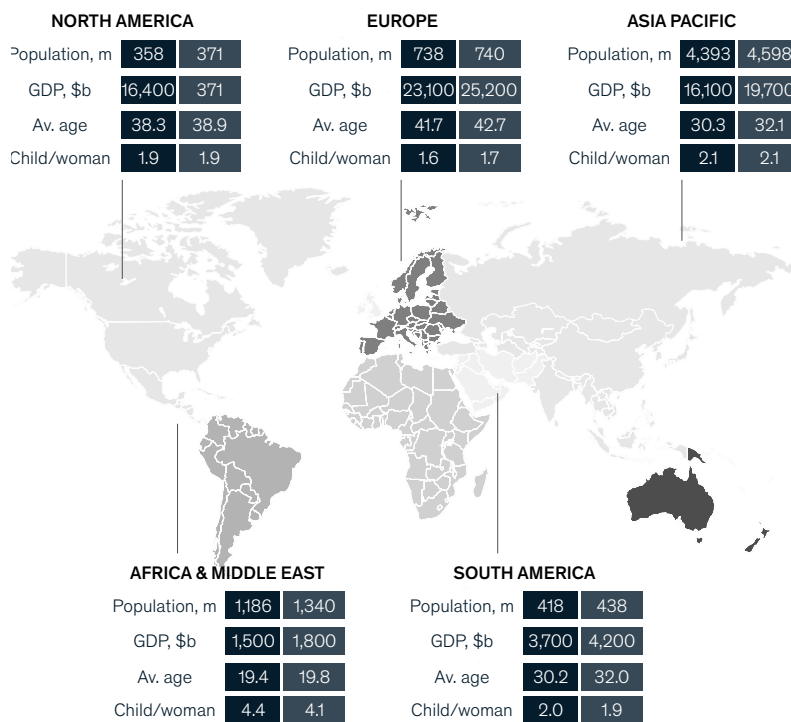 NORTH AMERICA
Population, m 358 371
GDP, $b 16,400 371
Av. age 38.3 38.9
Child/woman 1.9 1.9
EUROPE
Population, m 738 740
GDP, $b 23,100 25,200
Av. age 41.7 42.7
Child/woman 1.6 1.7
ASIA PACIFIC
Population, m 4,393 4,598
GDP, $b 16,100 19,700
Av. age 30.3 32.1
Child/woman 2.1 2.1
AFRICA & MIDDLE EAST
Population, m 1,186 1,340
GDP, $b 1,500 1,800
Av. age 19.4 19.8
Child/woman 4.4 4.1
SOUTH AMERICA
Population, m 418 438
GDP, $b 3,700 4,200
Av. age 30.2 32.0
Child/woman 2.0 1.9